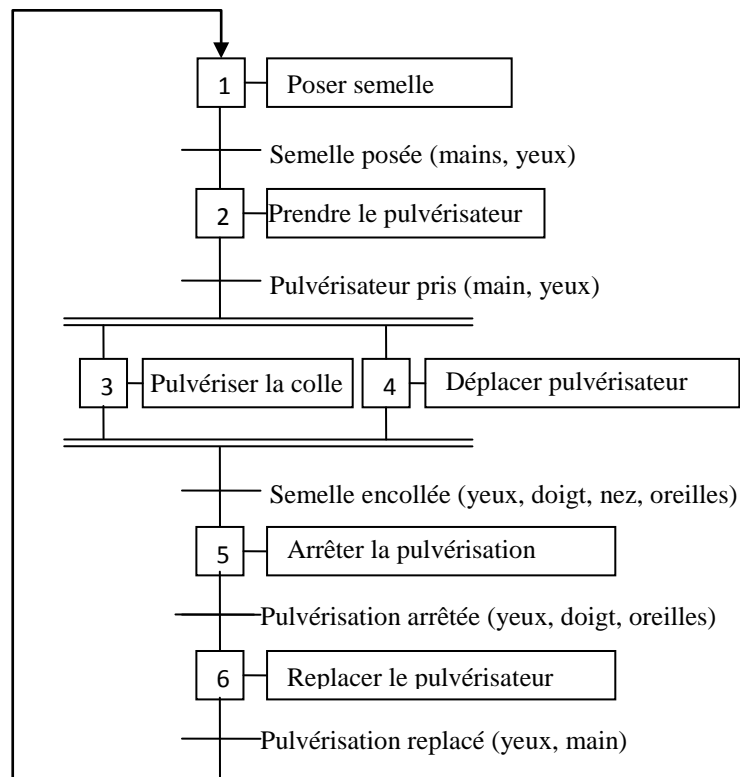 1 Poser semelle
Semelle posée (mains, yeux)
2 Prendre le pulvérisateur
Pulvérisateur pris (main, yeux)
3 Pulvériser la colle 4 Déplacer pulvérisateur
Semelle encollée (yeux, doigt, nez, oreilles)
5 Arrêter la pulvérisation
Pulvérisation arrêtée (yeux, doigt, oreilles)
6 Replacer le pulvérisateur
Pulvérisation replacé (yeux, main)